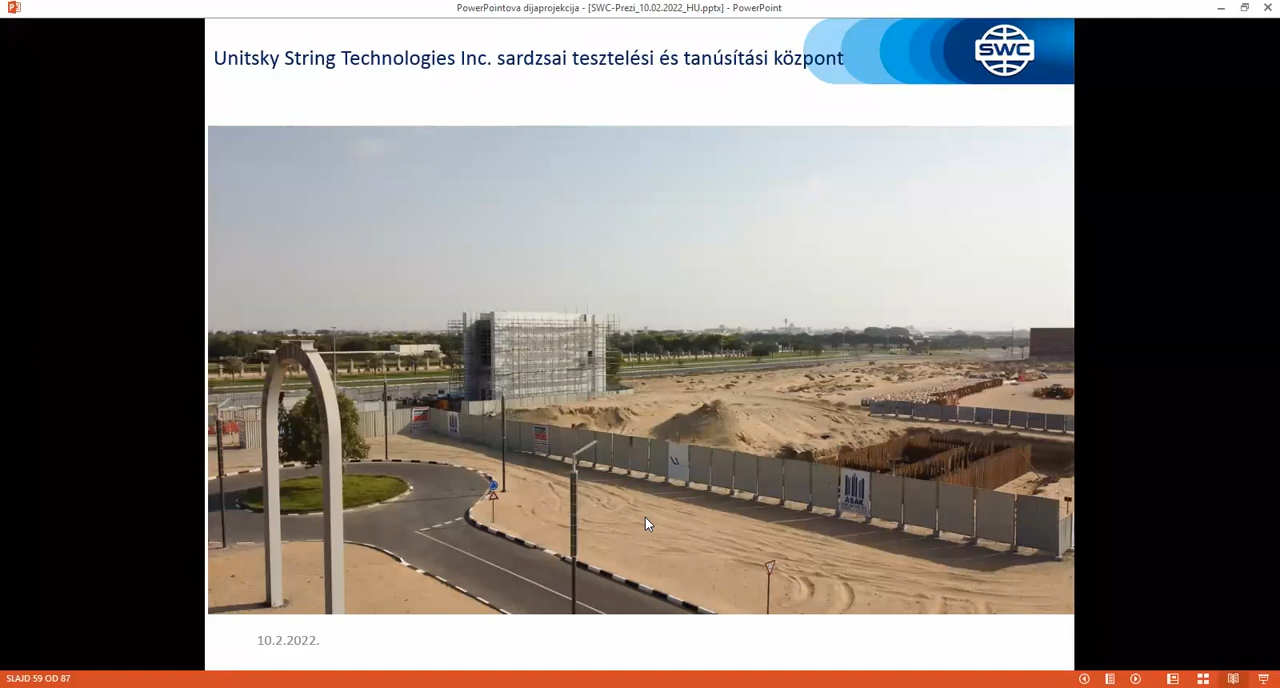 PowerPointova dijaprojekcija - [SWC-Prezi_10.02.2022_HU.pptx] - PowerPoint
Unitsky String Technologies Inc. sardzsai tesztelési és tanúsítási központ
SWC
ASAK
10.2.2022.
SLAJD 59 OD 87